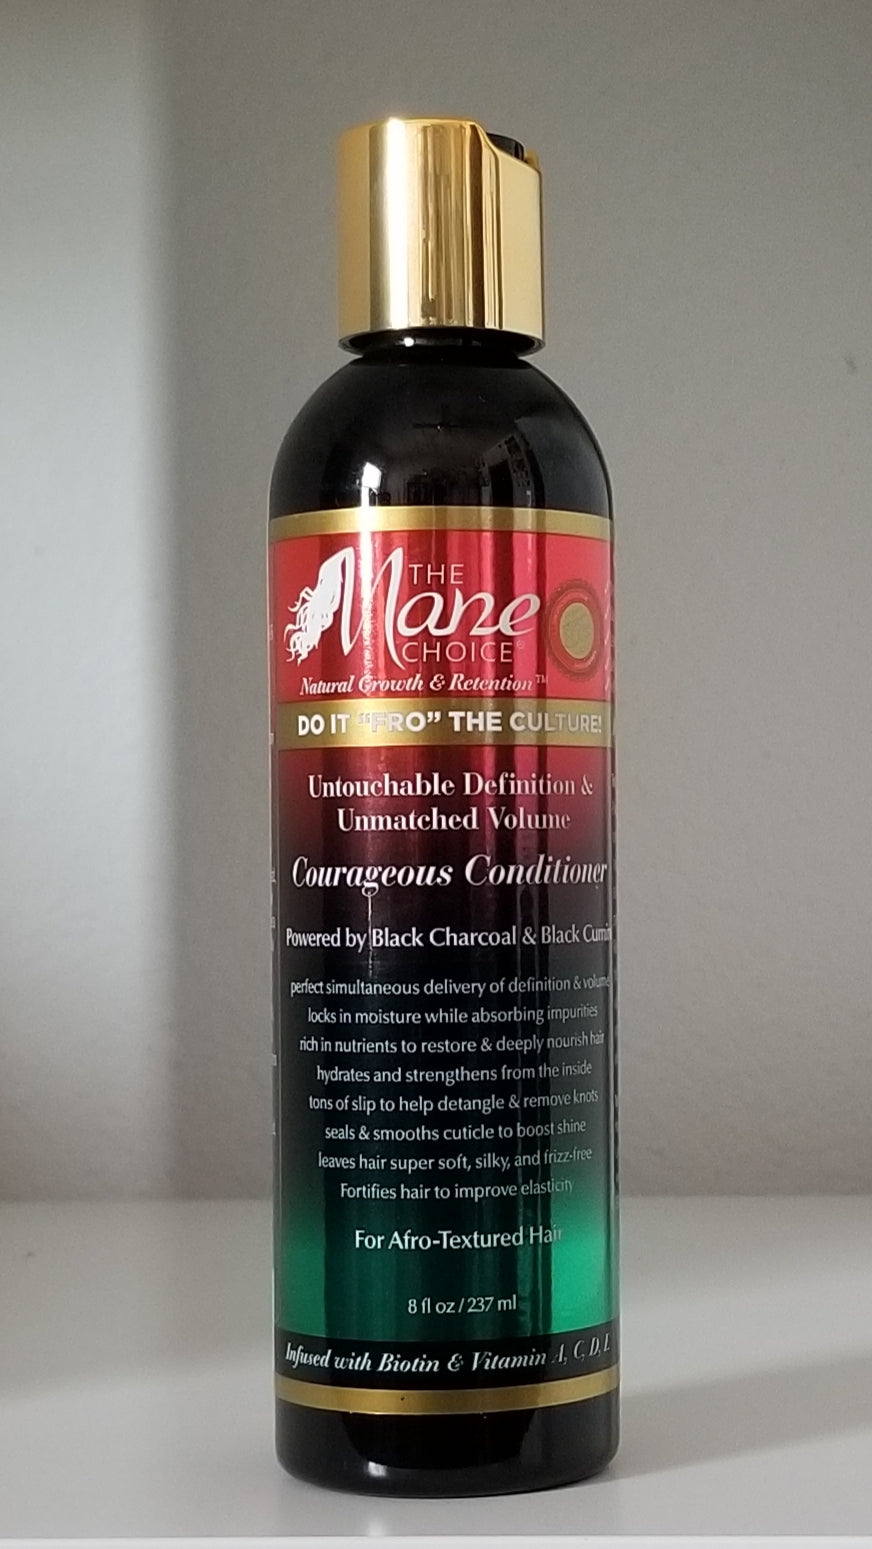 THE
Mane
CHOICE®
Natural Growth & Retention™
DO IT “FRO” THE CULTURE!
Untouchable Definition &
Unmatched Volume
Courageous Conditioner
Powered by Black Charcoal & Black Cumin
perfect simultaneous delivery of definition & volume
locks in moisture while absorbing impurities
rich in nutrients to restore & deeply nourish hair
hydrates and strengthens from the inside
tons of slip to help detangle & remove knots
seals & smooths cuticle to boost shine
leaves hair super soft, silky, and frizz-free
Fortifies hair to improve elasticity
For Afro-Textured Hair
8 fl oz / 237 ml
Infused with Biotin & Vitamin A, C, D,